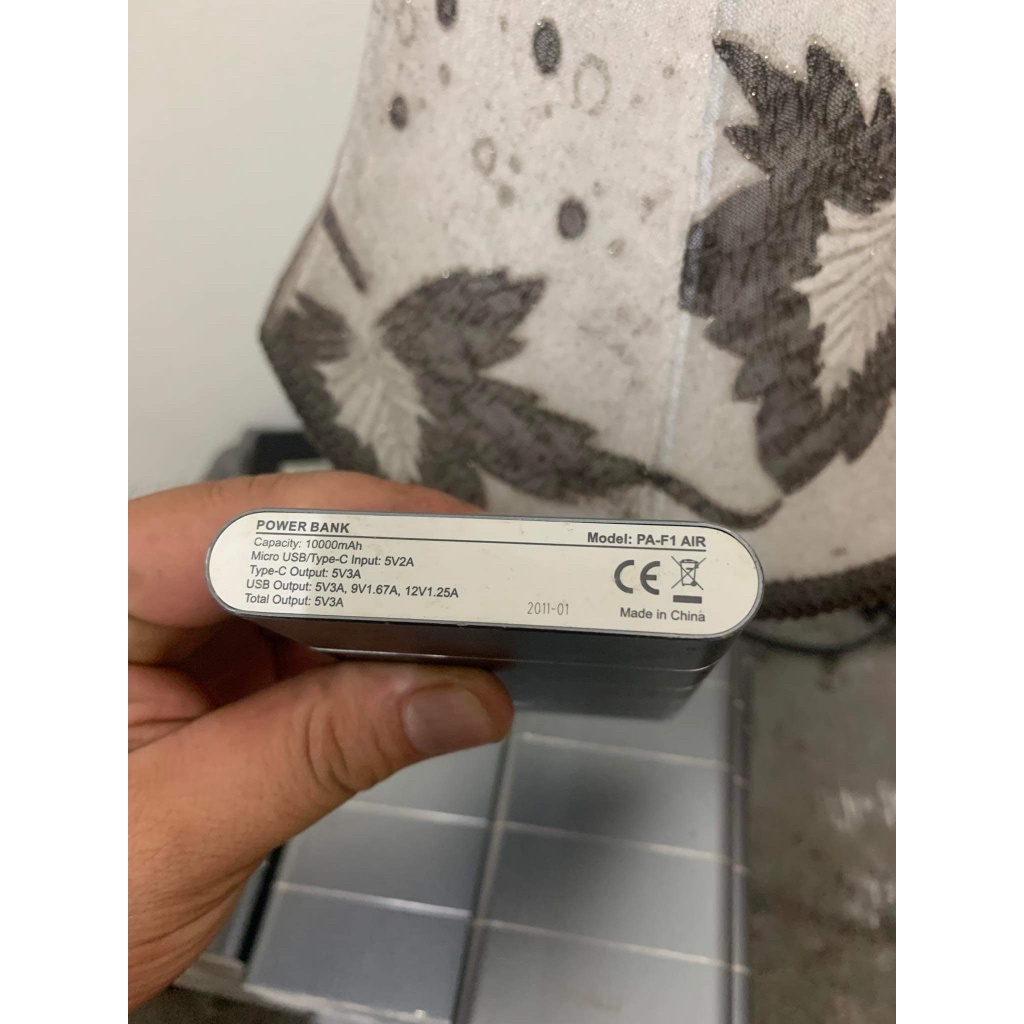 POWER BANK
Model: PA-F1 AIR
Capacity: 10000mAh
Micro USB/Type-C Input: 5V2A
Type-C Output: 5V3A
USB Output: 5V3A, 9V1.67A, 12V1.25A
Total Output: 5V3A
2011-01
CE
Made in China